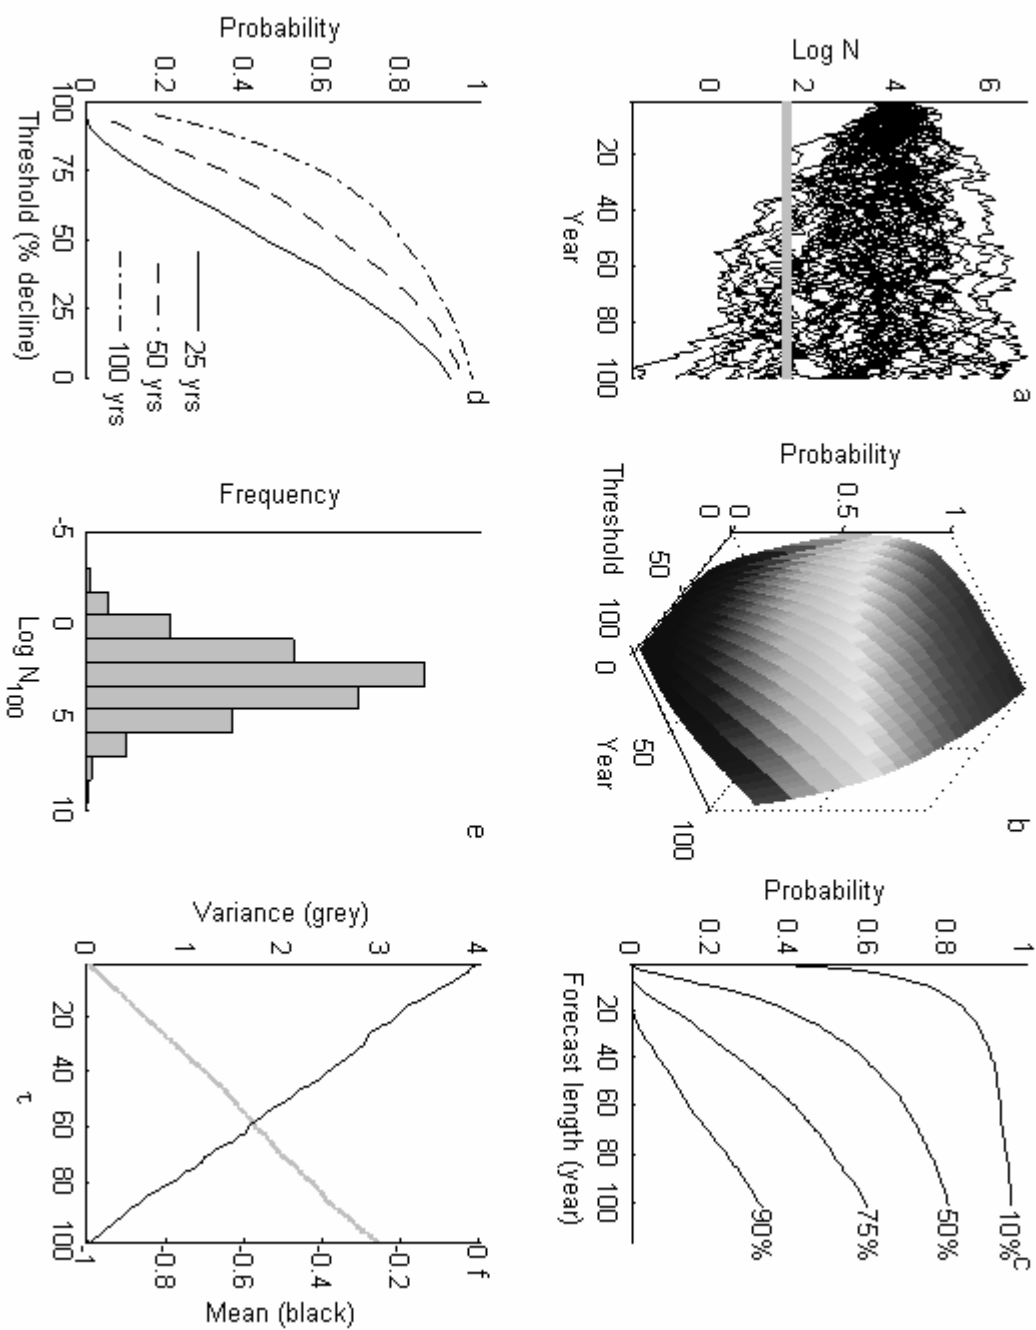 a
Log N
0 2 4 6
20 40 60 80 100
Year
b
Probability
0 0.5 1
0 50 100
Threshold
0 50 100
Year
c
Probability
0 0.2 0.4 0.6 0.8 1
20 40 60 80 100
Forecast length (year)
10%
50%
75%
90%
d
Probability
0 0.2 0.4 0.6 0.8 1
100 75 50 25 0
Threshold (% decline)
25 yrs
50 yrs
100 yrs
e
Frequency
-5 0 5 10
Log N100
f
Variance (grey)
0 1 2 3 4
20 40 60 80 100
τ
-1 -0.8 -0.6 -0.4 -0.2 0
Mean (black)